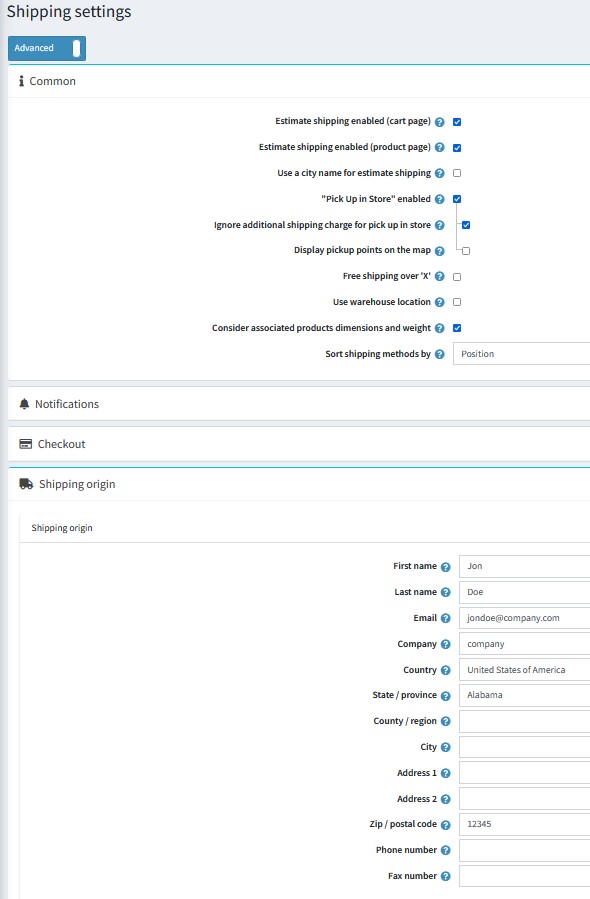 Shipping settings
Advanced
Common
Estimate shipping enabled (cart page)
Estimate shipping enabled (product page)
Use a city name for estimate shipping
"Pick Up in Store" enabled
Ignore additional shipping charge for pick up in store
Display pickup points on the map
Free shipping over 'X'
Use warehouse location
Consider associated products dimensions and weight
Sort shipping methods by Position
Notifications
Checkout
Shipping origin
Shipping origin
First name Jon
Last name Doe
Email jondoe@company.com
Company company
Country United States of America
State / province Alabama
County / region
City
Address 1
Address 2
Zip / postal code 12345
Phone number
Fax number